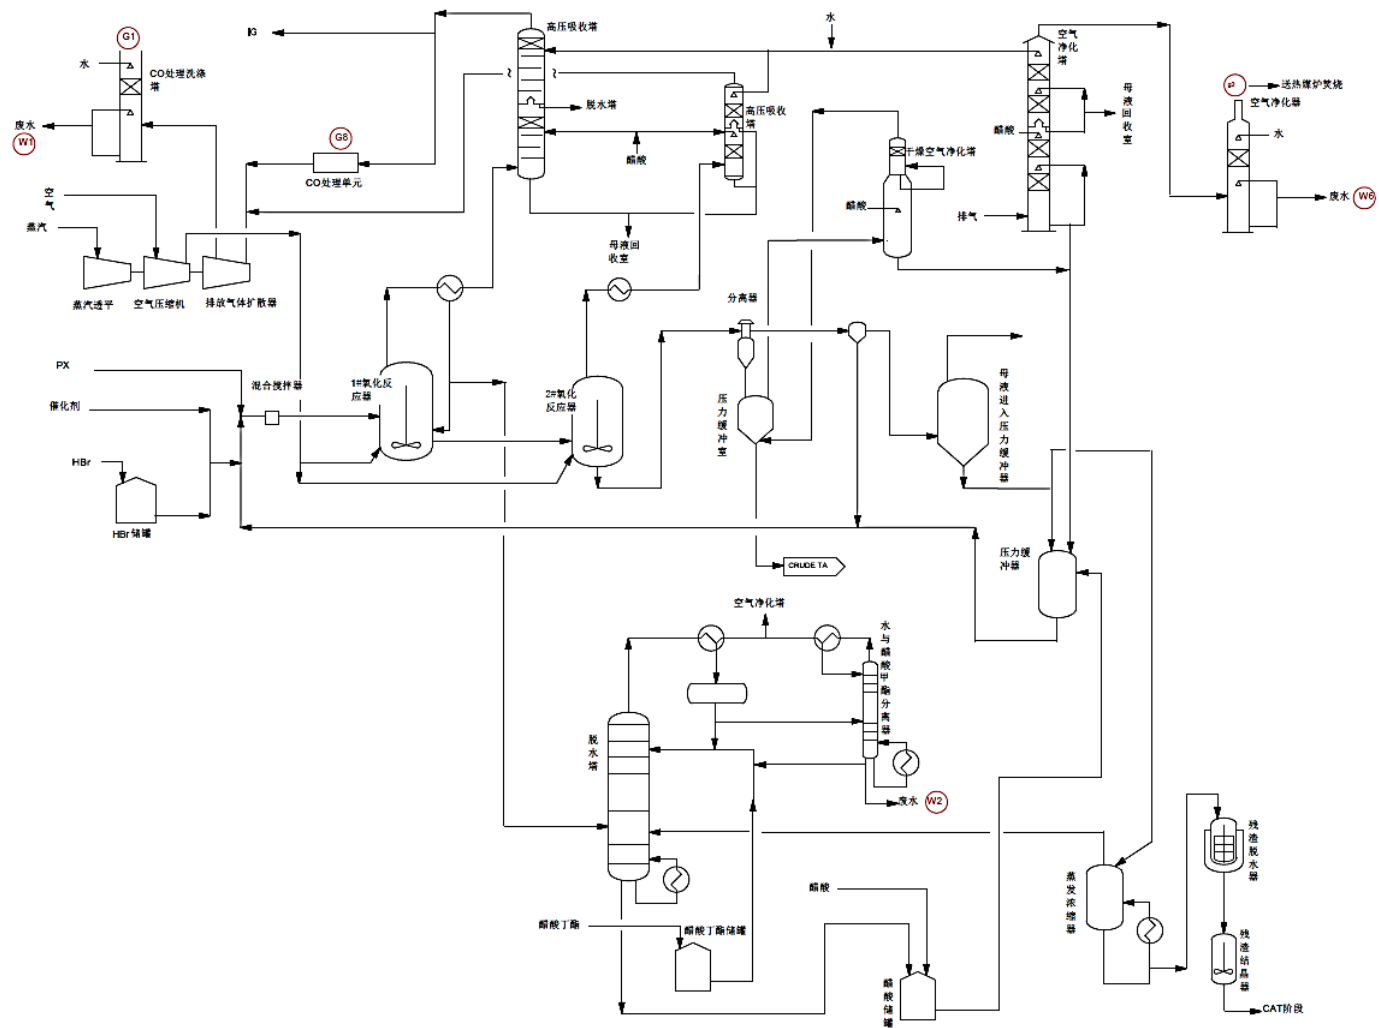 G1
水
CO处理洗涤
塔
废水
W1
IG
高压吸收塔
脱水塔
G8
CO处理单元
醋酸
高压吸收
塔
母液回
收室
水
空气
净化
塔
醋酸
排气
母
液
回
收
室
送热煤炉焚烧
空气净化器
水
废水
W6
干燥空气净化塔
醋酸
空
气
蒸汽
蒸汽透平
空气压缩机
排放气体扩散器
分离器
PX
混合搅拌器
催化剂
HBr
HBr储罐
1#氧化反
应器
2#氧化
反应器
压
力
缓
冲
室
母
液
进
入
压
力
缓
冲
器
CRUDE TA
压力缓
冲器
空气净化塔
水
与
醋
酸
甲
酯
分
离
器
脱
水
塔
废水
W2
醋酸丁酯
醋酸丁酯储罐
醋酸
醋
酸
储
罐
蒸
发
浓
缩
器
残
渣
脱
水
器
残
渣
结
晶
器
CAT阶段